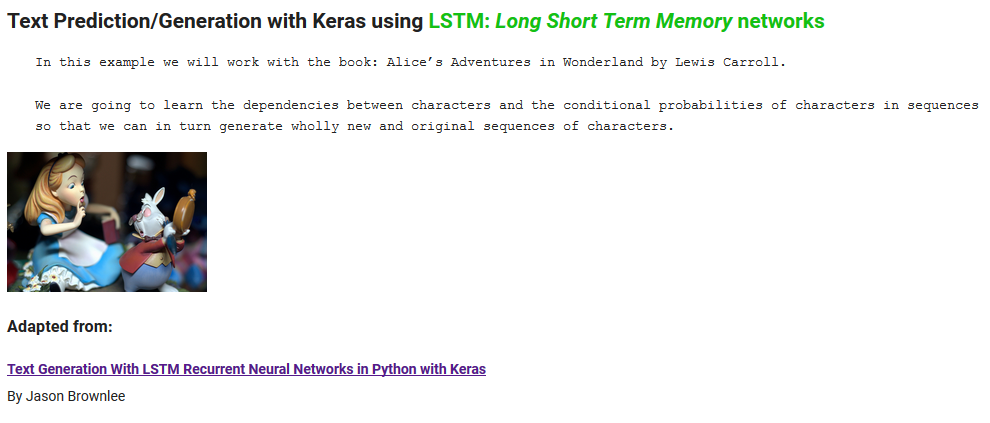 Text Prediction/Generation with Keras using LSTM: Long Short Term Memory networks
In this example we will work with the book: Alice’s Adventures in Wonderland by Lewis Carroll.
We are going to learn the dependencies between characters and the conditional probabilities of characters in sequences
so that we can in turn generate wholly new and original sequences of characters.
Adapted from:
Text Generation With LSTM Recurrent Neural Networks in Python with Keras
By Jason Brownlee